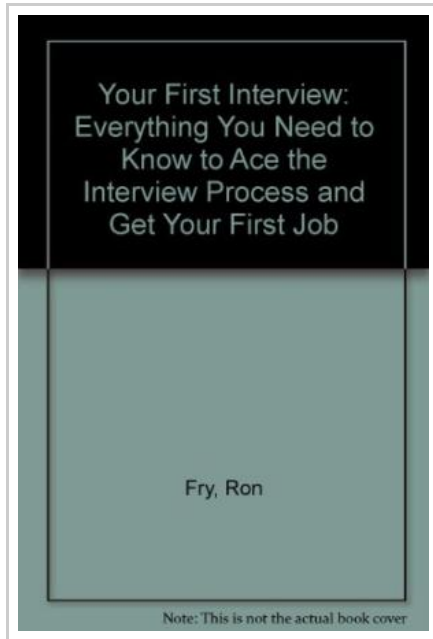 Your First Interview:
Everything You Need to
Know to Ace the
Interview Process and
Get Your First Job
Fry, Ron
Note: This is not the actual book cover